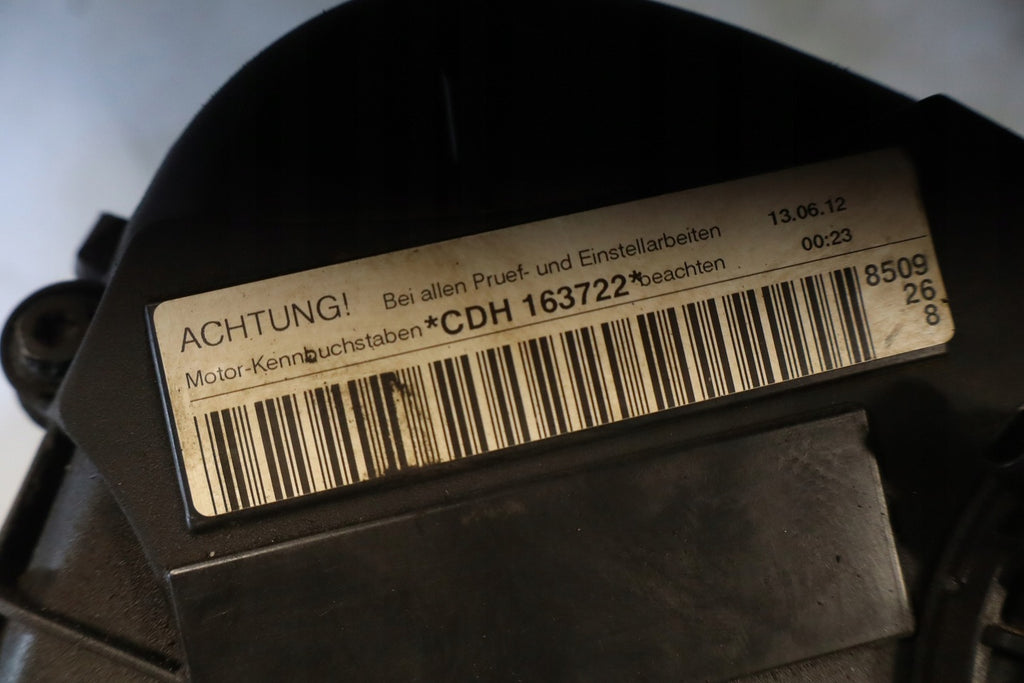 ACHTUNG! Bei allen Pruef- und Einstellarbeiten 13.06.12
Motor-Kennbuchstaben *CDH 163722* beachten 00:23
8509
26
8